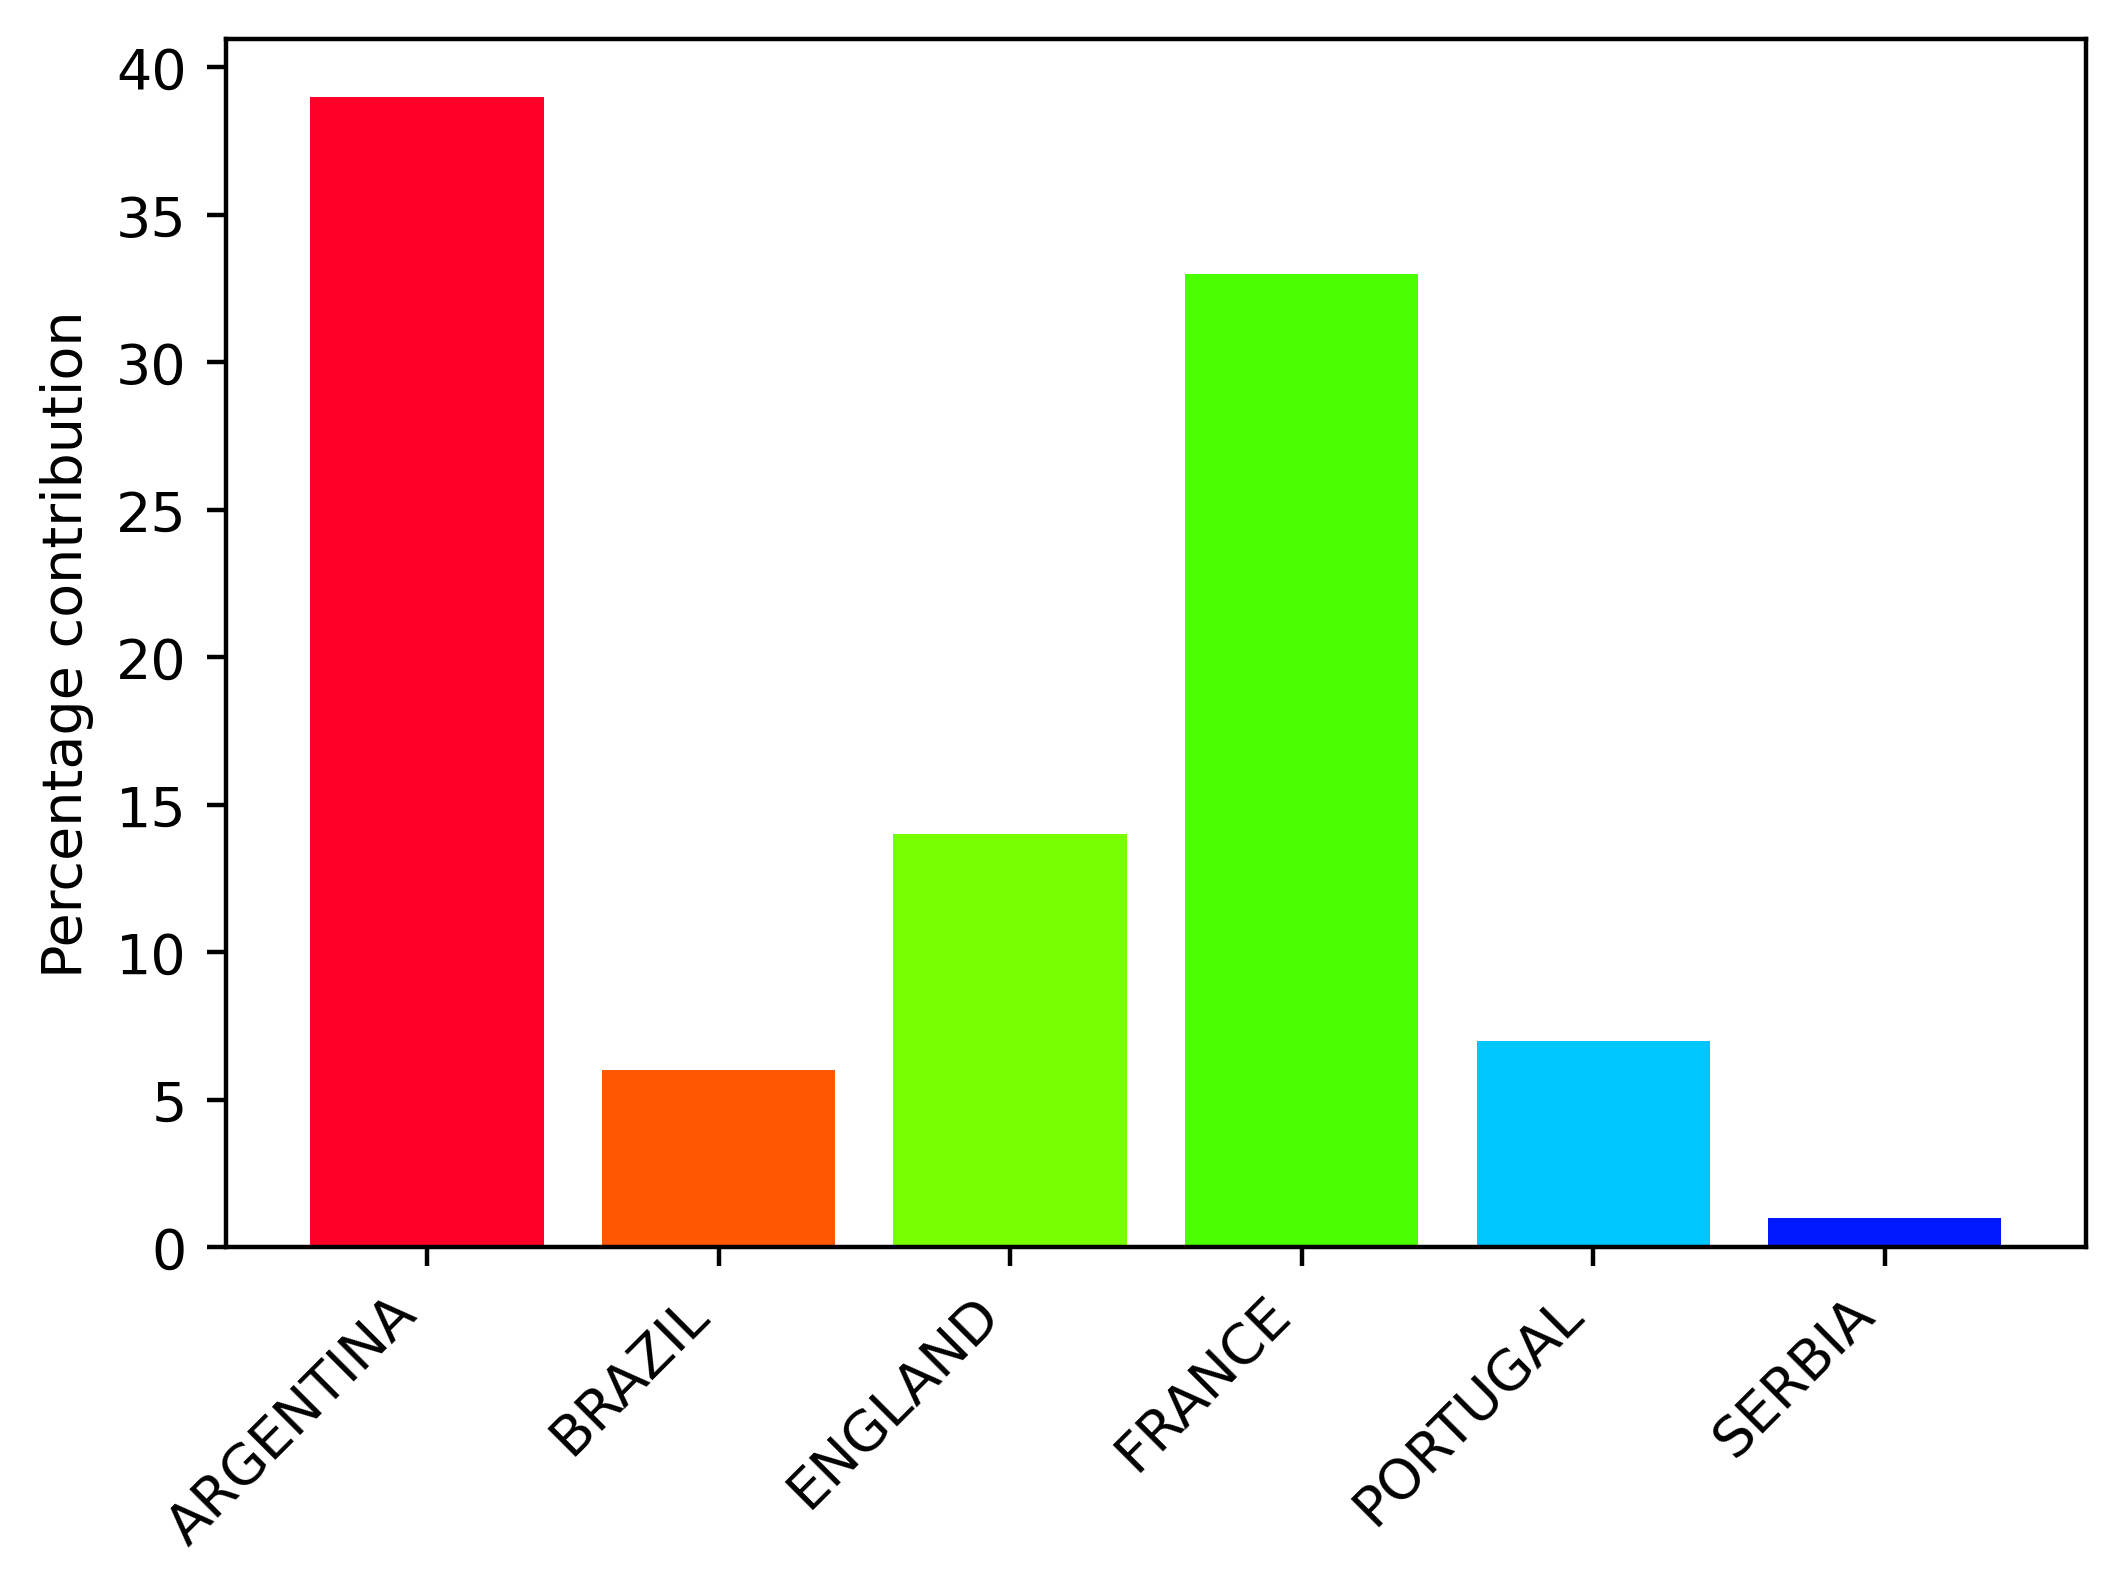 Percentage contribution
40
35
30
25
20
15
10
5
0
ARGENTINA
BRAZIL
ENGLAND
FRANCE
PORTUGAL
SERBIA